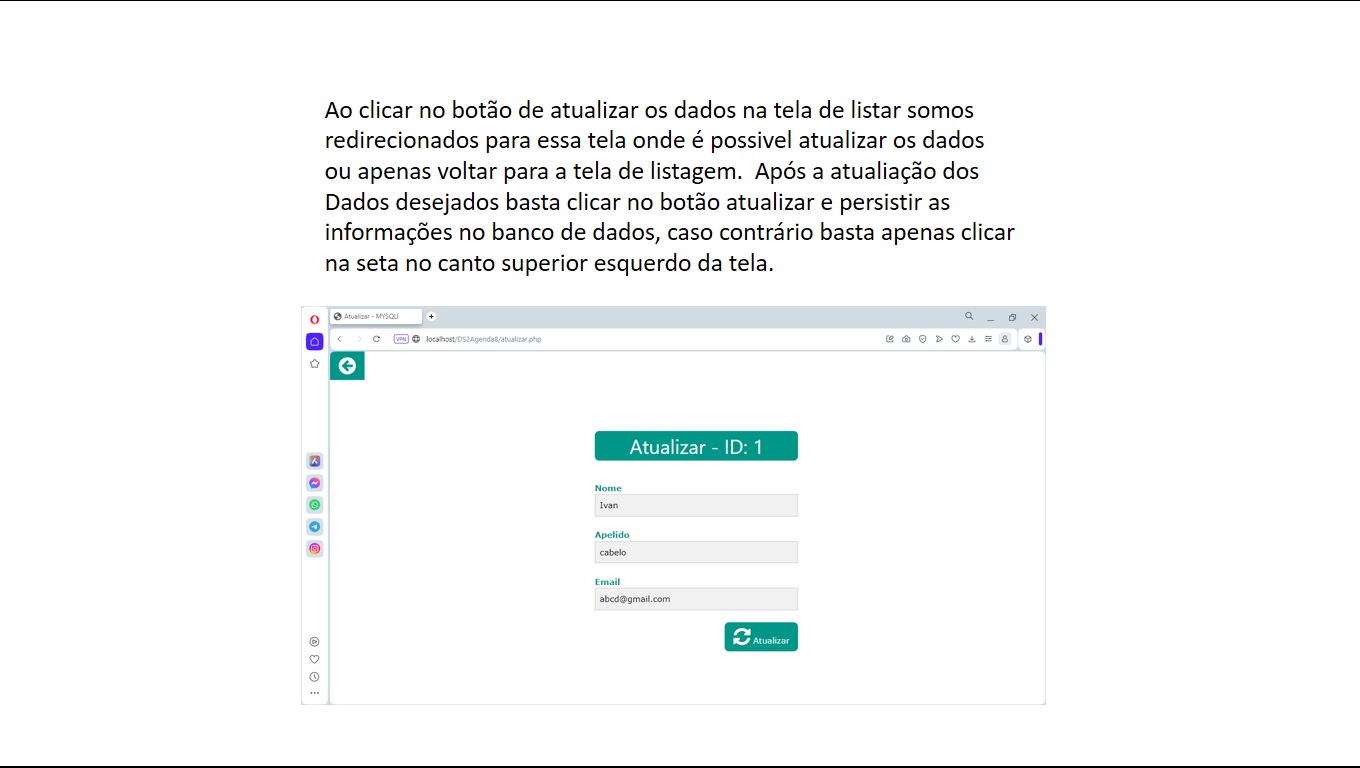 Ao clicar no botão de atualizar os dados na tela de listar somos
redirecionados para essa tela onde é possivel atualizar os dados
ou apenas voltar para a tela de listagem.  Após a atualiação dos
Dados desejados basta clicar no botão atualizar e persistir as
informações no banco de dados, caso contrário basta apenas clicar
na seta no canto superior esquerdo da tela.
Atualizar - MYSQLI
VPN localhost/DS2Agenda8/atualizar.php
Atualizar - ID: 1
Nome
Ivan
Apelido
cabelo
Email
abcd@gmail.com
Atualizar